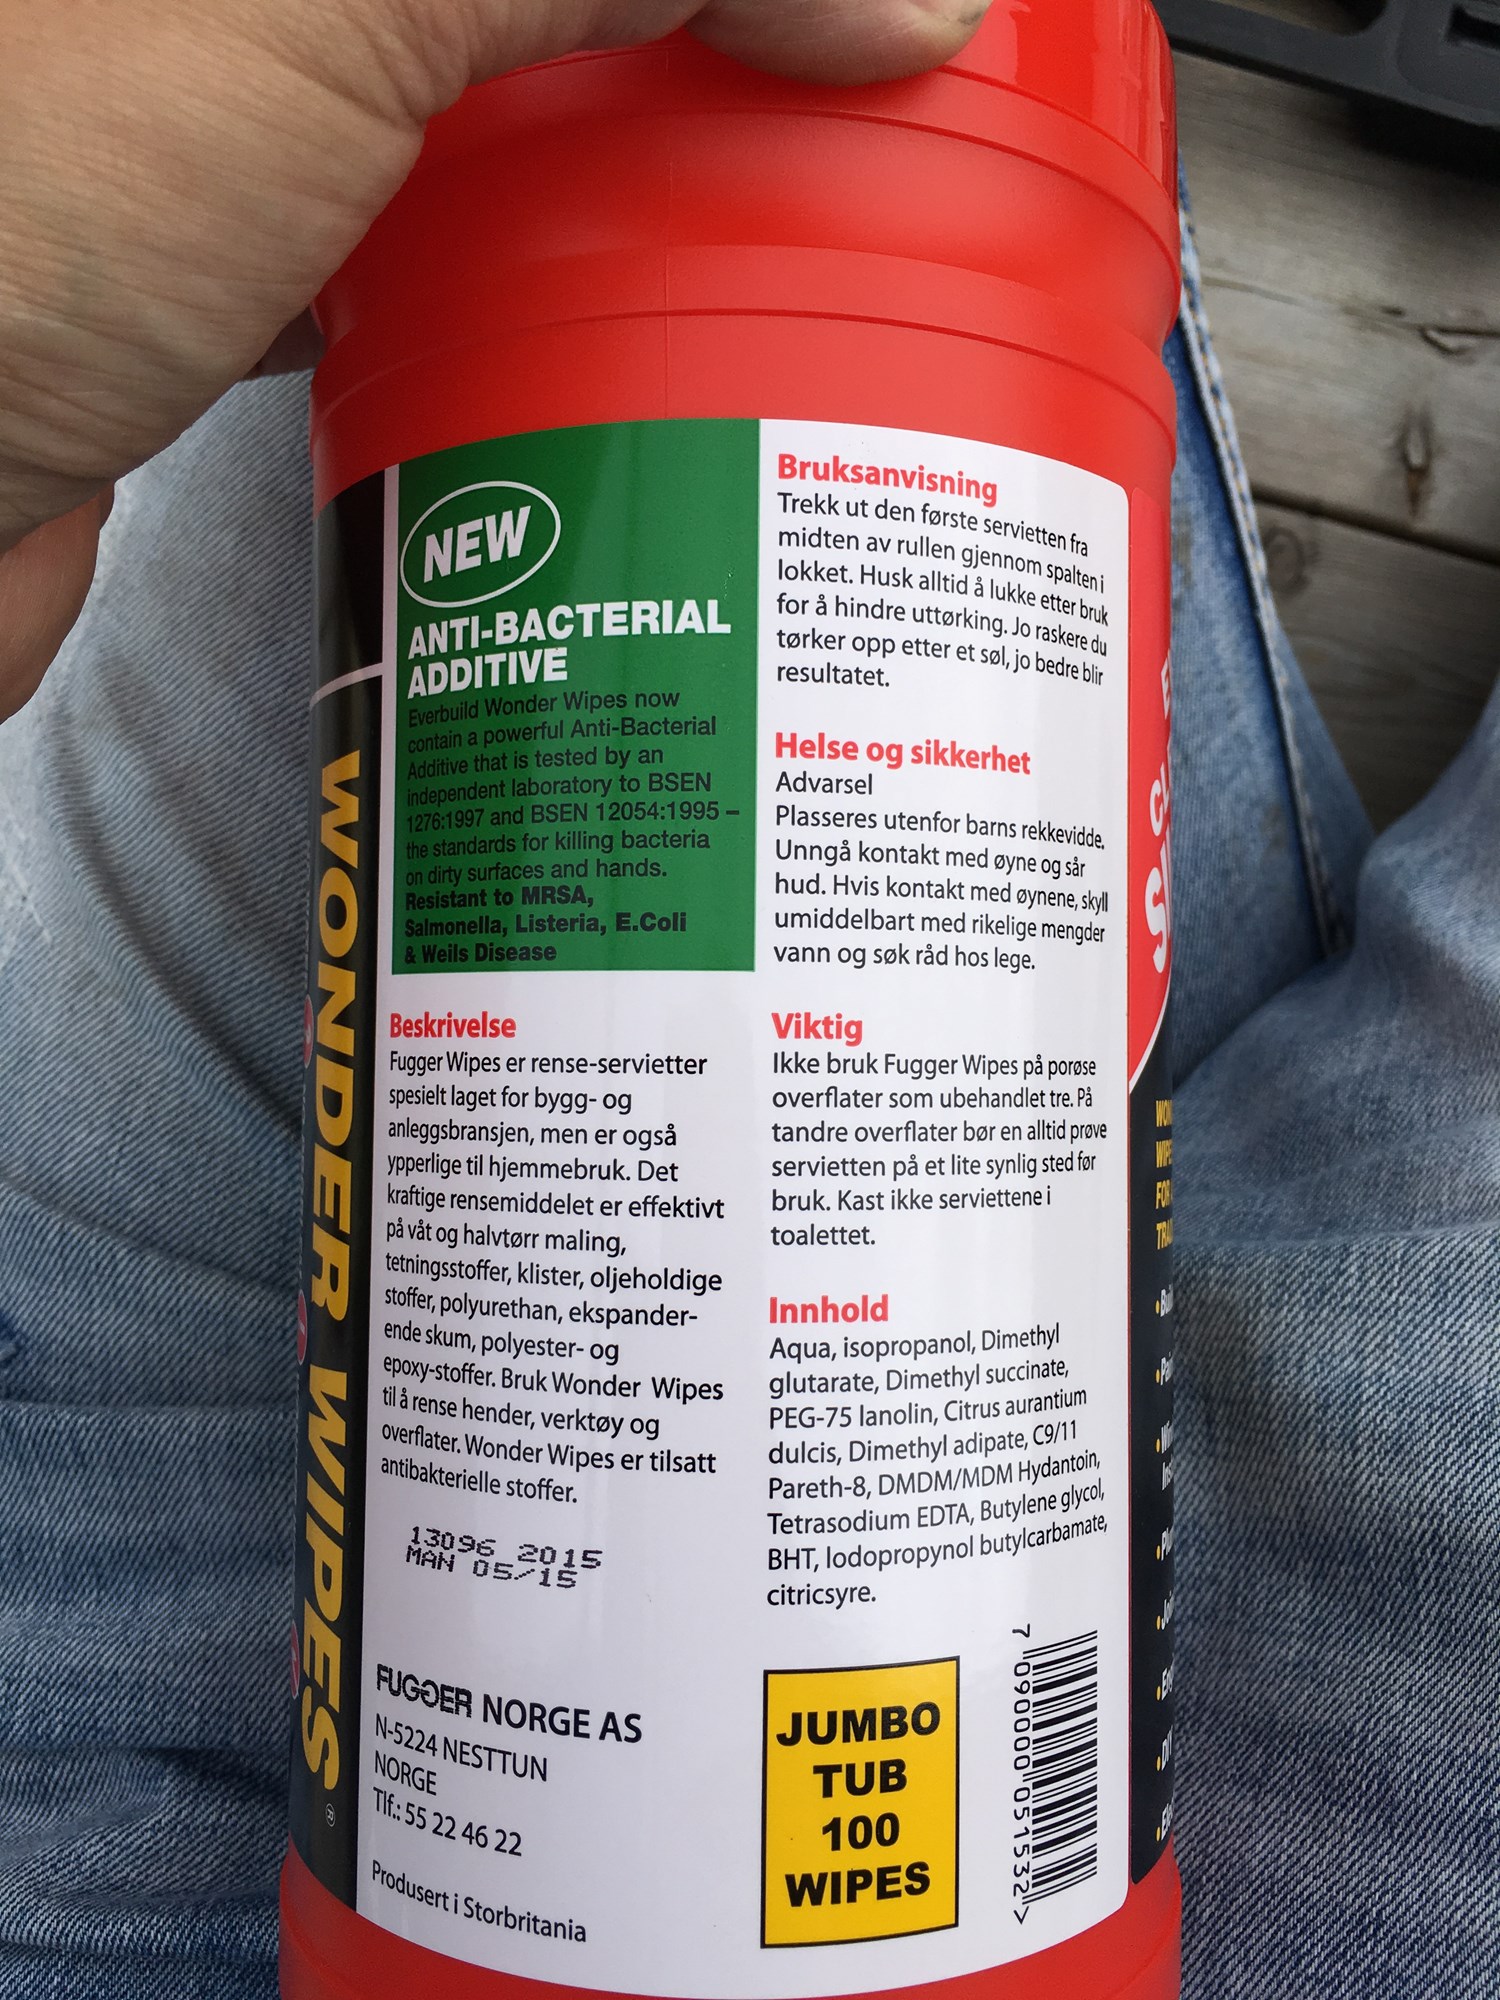 NEW
ANTI-BACTERIAL
ADDITIVE
Everbuild Wonder Wipes now
contain a powerful Anti-Bacterial
Additive that is tested by an
independent laboratory to BSEN
1276:1997 and BSEN 12054:1995 –
the standards for killing bacteria
on dirty surfaces and hands.
Resistant to MRSA,
Salmonella, Listeria, E.Coli
& Weils Disease
Beskrivelse
Fugger Wipes er rense-servietter
spesielt laget for bygg- og
anleggsbransjen, men er også
ypperlige til hjemmebruk. Det
kraftige rensemiddelet er effektivt
på våt og halvtørr maling,
tetningsstoffer, klister, oljeholdige
stoffer, polyurethan, ekspander-
ende skum, polyester- og
epoxy-stoffer. Bruk Wonder Wipes
til å rense hender, verktøy og
overflater. Wonder Wipes er tilsatt
antibakterielle stoffer.
13096 2015
MAN 05/15
FUGGER NORGE AS
N-5224 NESTTUN
NORGE
Tlf.: 55 22 46 22
Produsert i Storbritania
Bruksanvisning
Trekk ut den første servietten fra
midten av rullen gjennom spalten i
lokket. Husk alltid å lukke etter bruk
for å hindre uttørking. Jo raskere du
tørker opp etter et søl, jo bedre blir
resultatet.
Helse og sikkerhet
Advarsel
Plasseres utenfor barns rekkevidde.
Unngå kontakt med øyne og sår
hud. Hvis kontakt med øynene, skyll
umiddelbart med rikelige mengder
vann og søk råd hos lege.
Viktig
Ikke bruk Fugger Wipes på porøse
overflater som ubehandlet tre. På
tandre overflater bør en alltid prøve
servietten på et lite synlig sted før
bruk. Kast ikke serviettene i
toalettet.
Innhold
Aqua, isopropanol, Dimethyl
glutarate, Dimethyl succinate,
PEG-75 lanolin, Citrus aurantium
dulcis, Dimethyl adipate, C9/11
Pareth-8, DMDM/MDM Hydantoin,
Tetrasodium EDTA, Butylene glycol,
BHT, Iodopropynol butylcarbamate,
citricsyre.
JUMBO
TUB
100
WIPES
7 090000 051532 >
WONDER WIPES ®